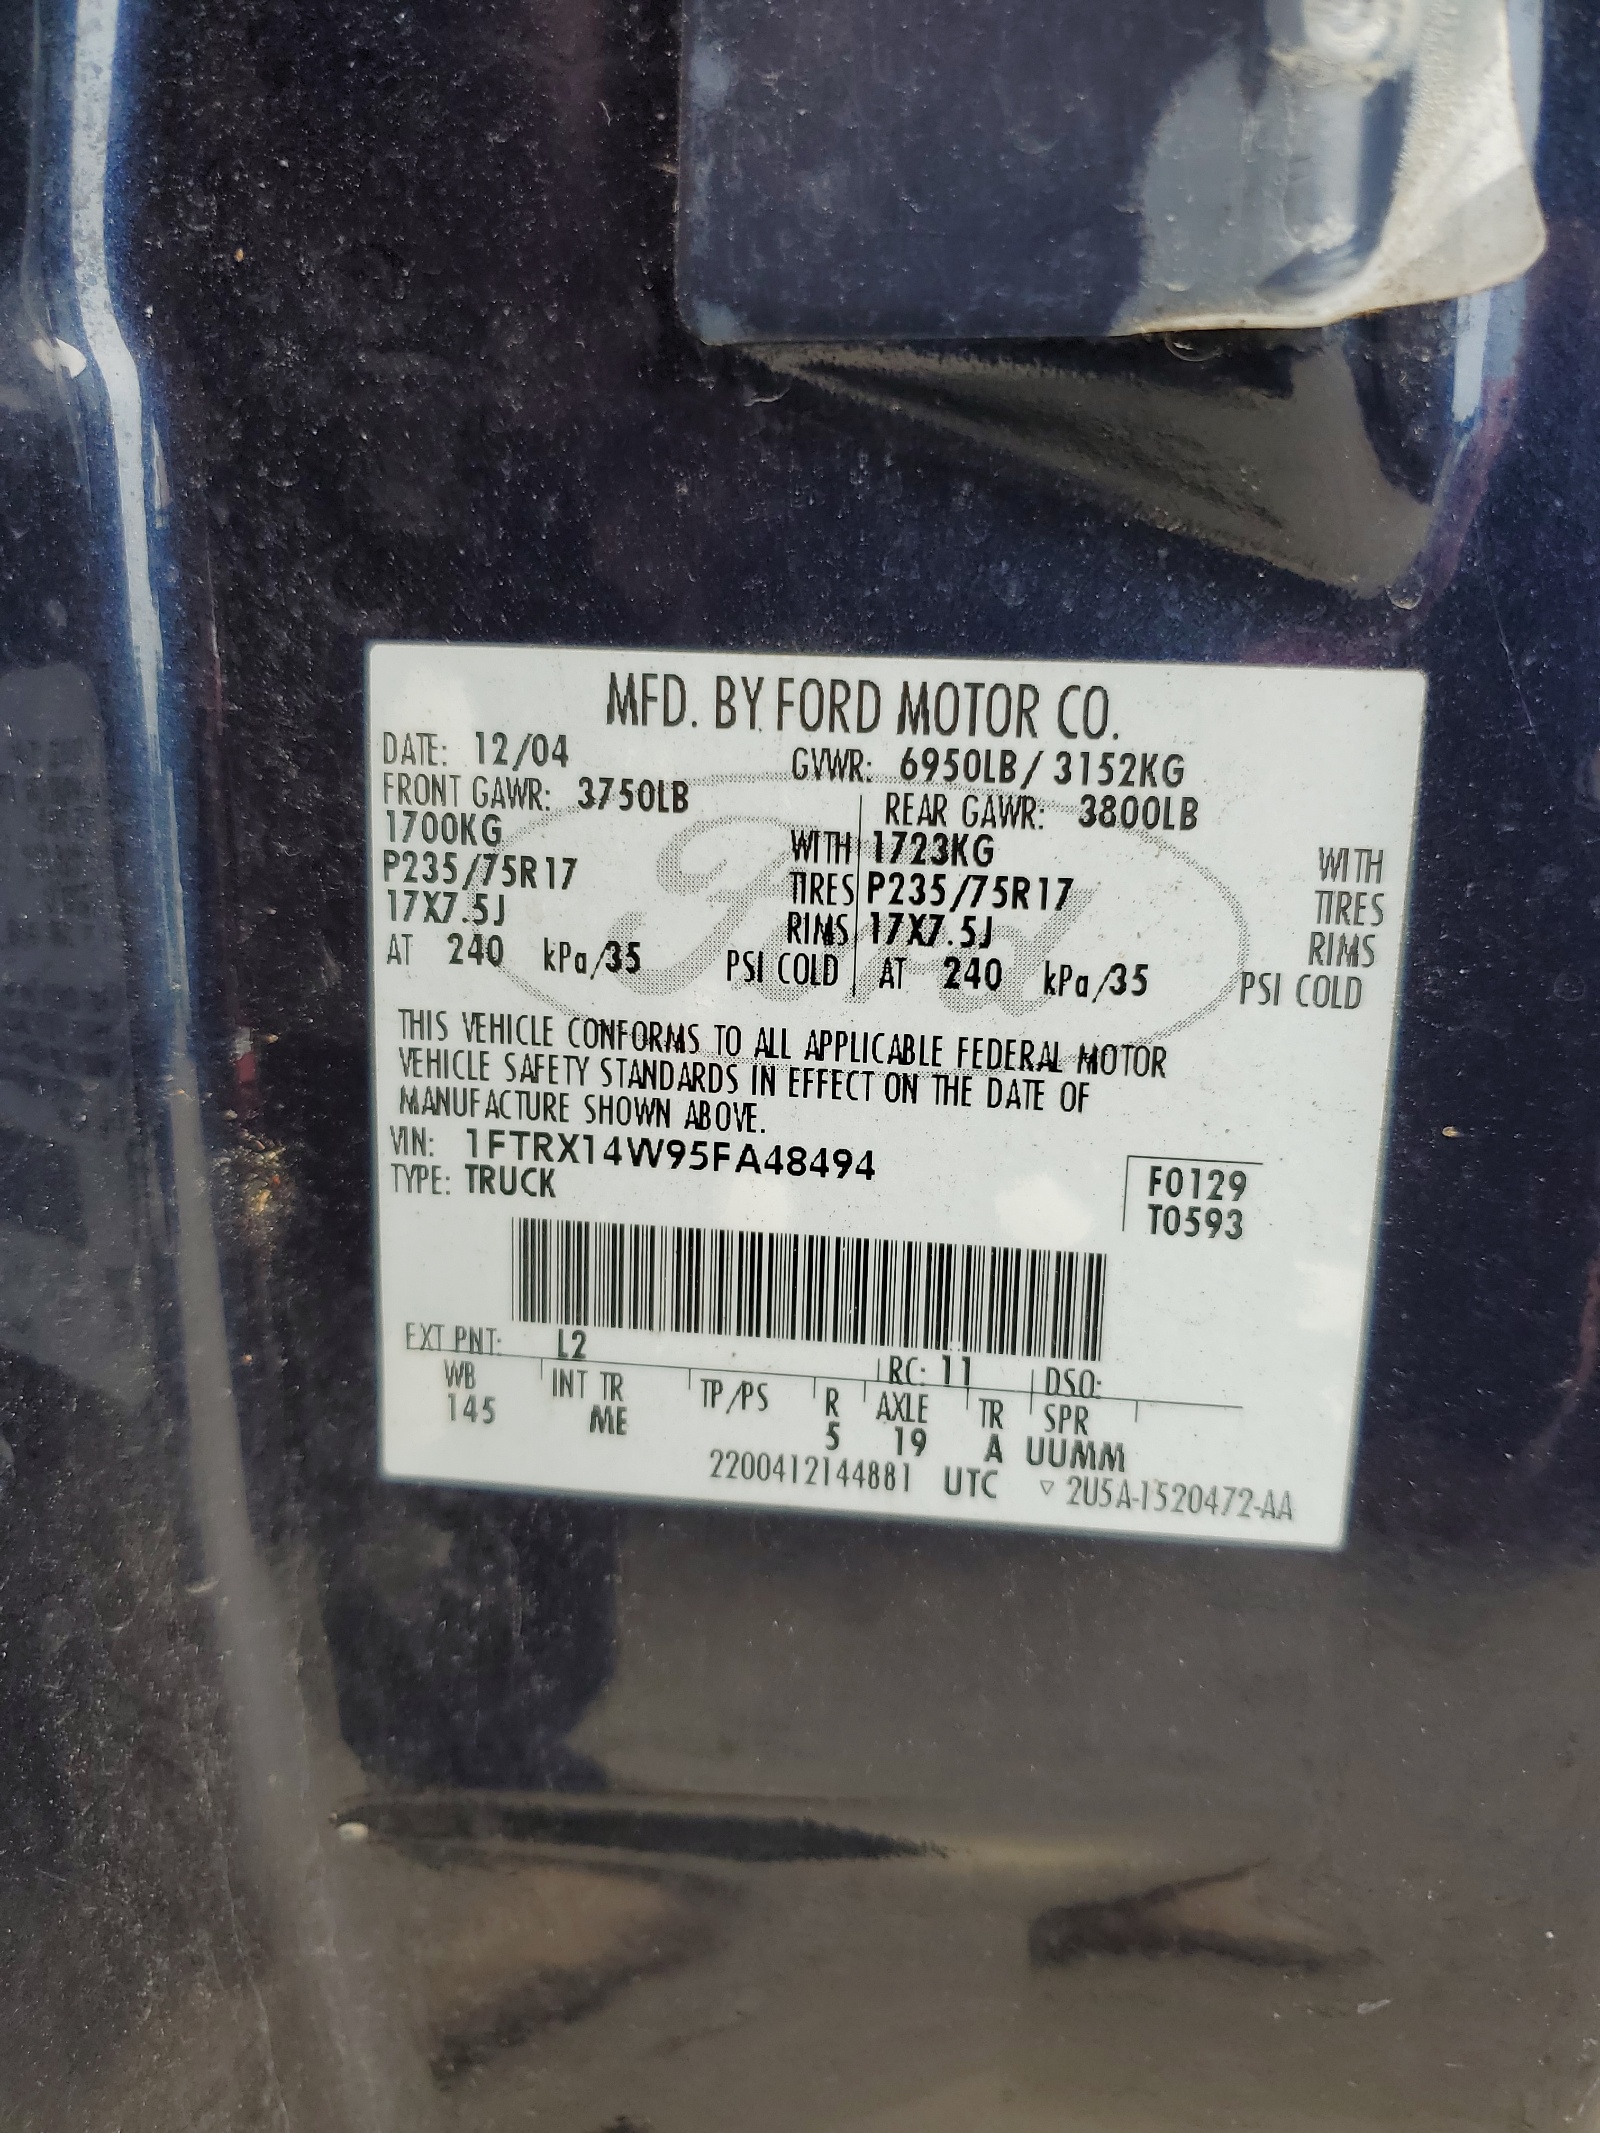 MFD. BY FORD MOTOR CO.
DATE: 12/04 GVWR: 6950LB/ 3152KG
FRONT GAWR: 3750LB REAR GAWR: 3800LB
1700KG WITH 1723KG WITH
P235/75R17 TIRES P235/75R17 TIRES
17X7.5J RIMS 17X7.5J RIMS
AT 240 kPa/35 PSI COLD AT 240 kPa/35 PSI COLD
THIS VEHICLE CONFORMS TO ALL APPLICABLE FEDERAL MOTOR
VEHICLE SAFETY STANDARDS IN EFFECT ON THE DATE OF
MANUFACTURE SHOWN ABOVE.
VIN: 1FTRX14W95FA48494
TYPE: TRUCK
F0129
T0593
EXT PNT: L2 RC: 11 DSO:
WB INT TR TP/PS R AXLE TR SPR
145 ME 5 19 A UUMM
2200412144881 UTC ▽ 2U5A-1520472-AA
Ford